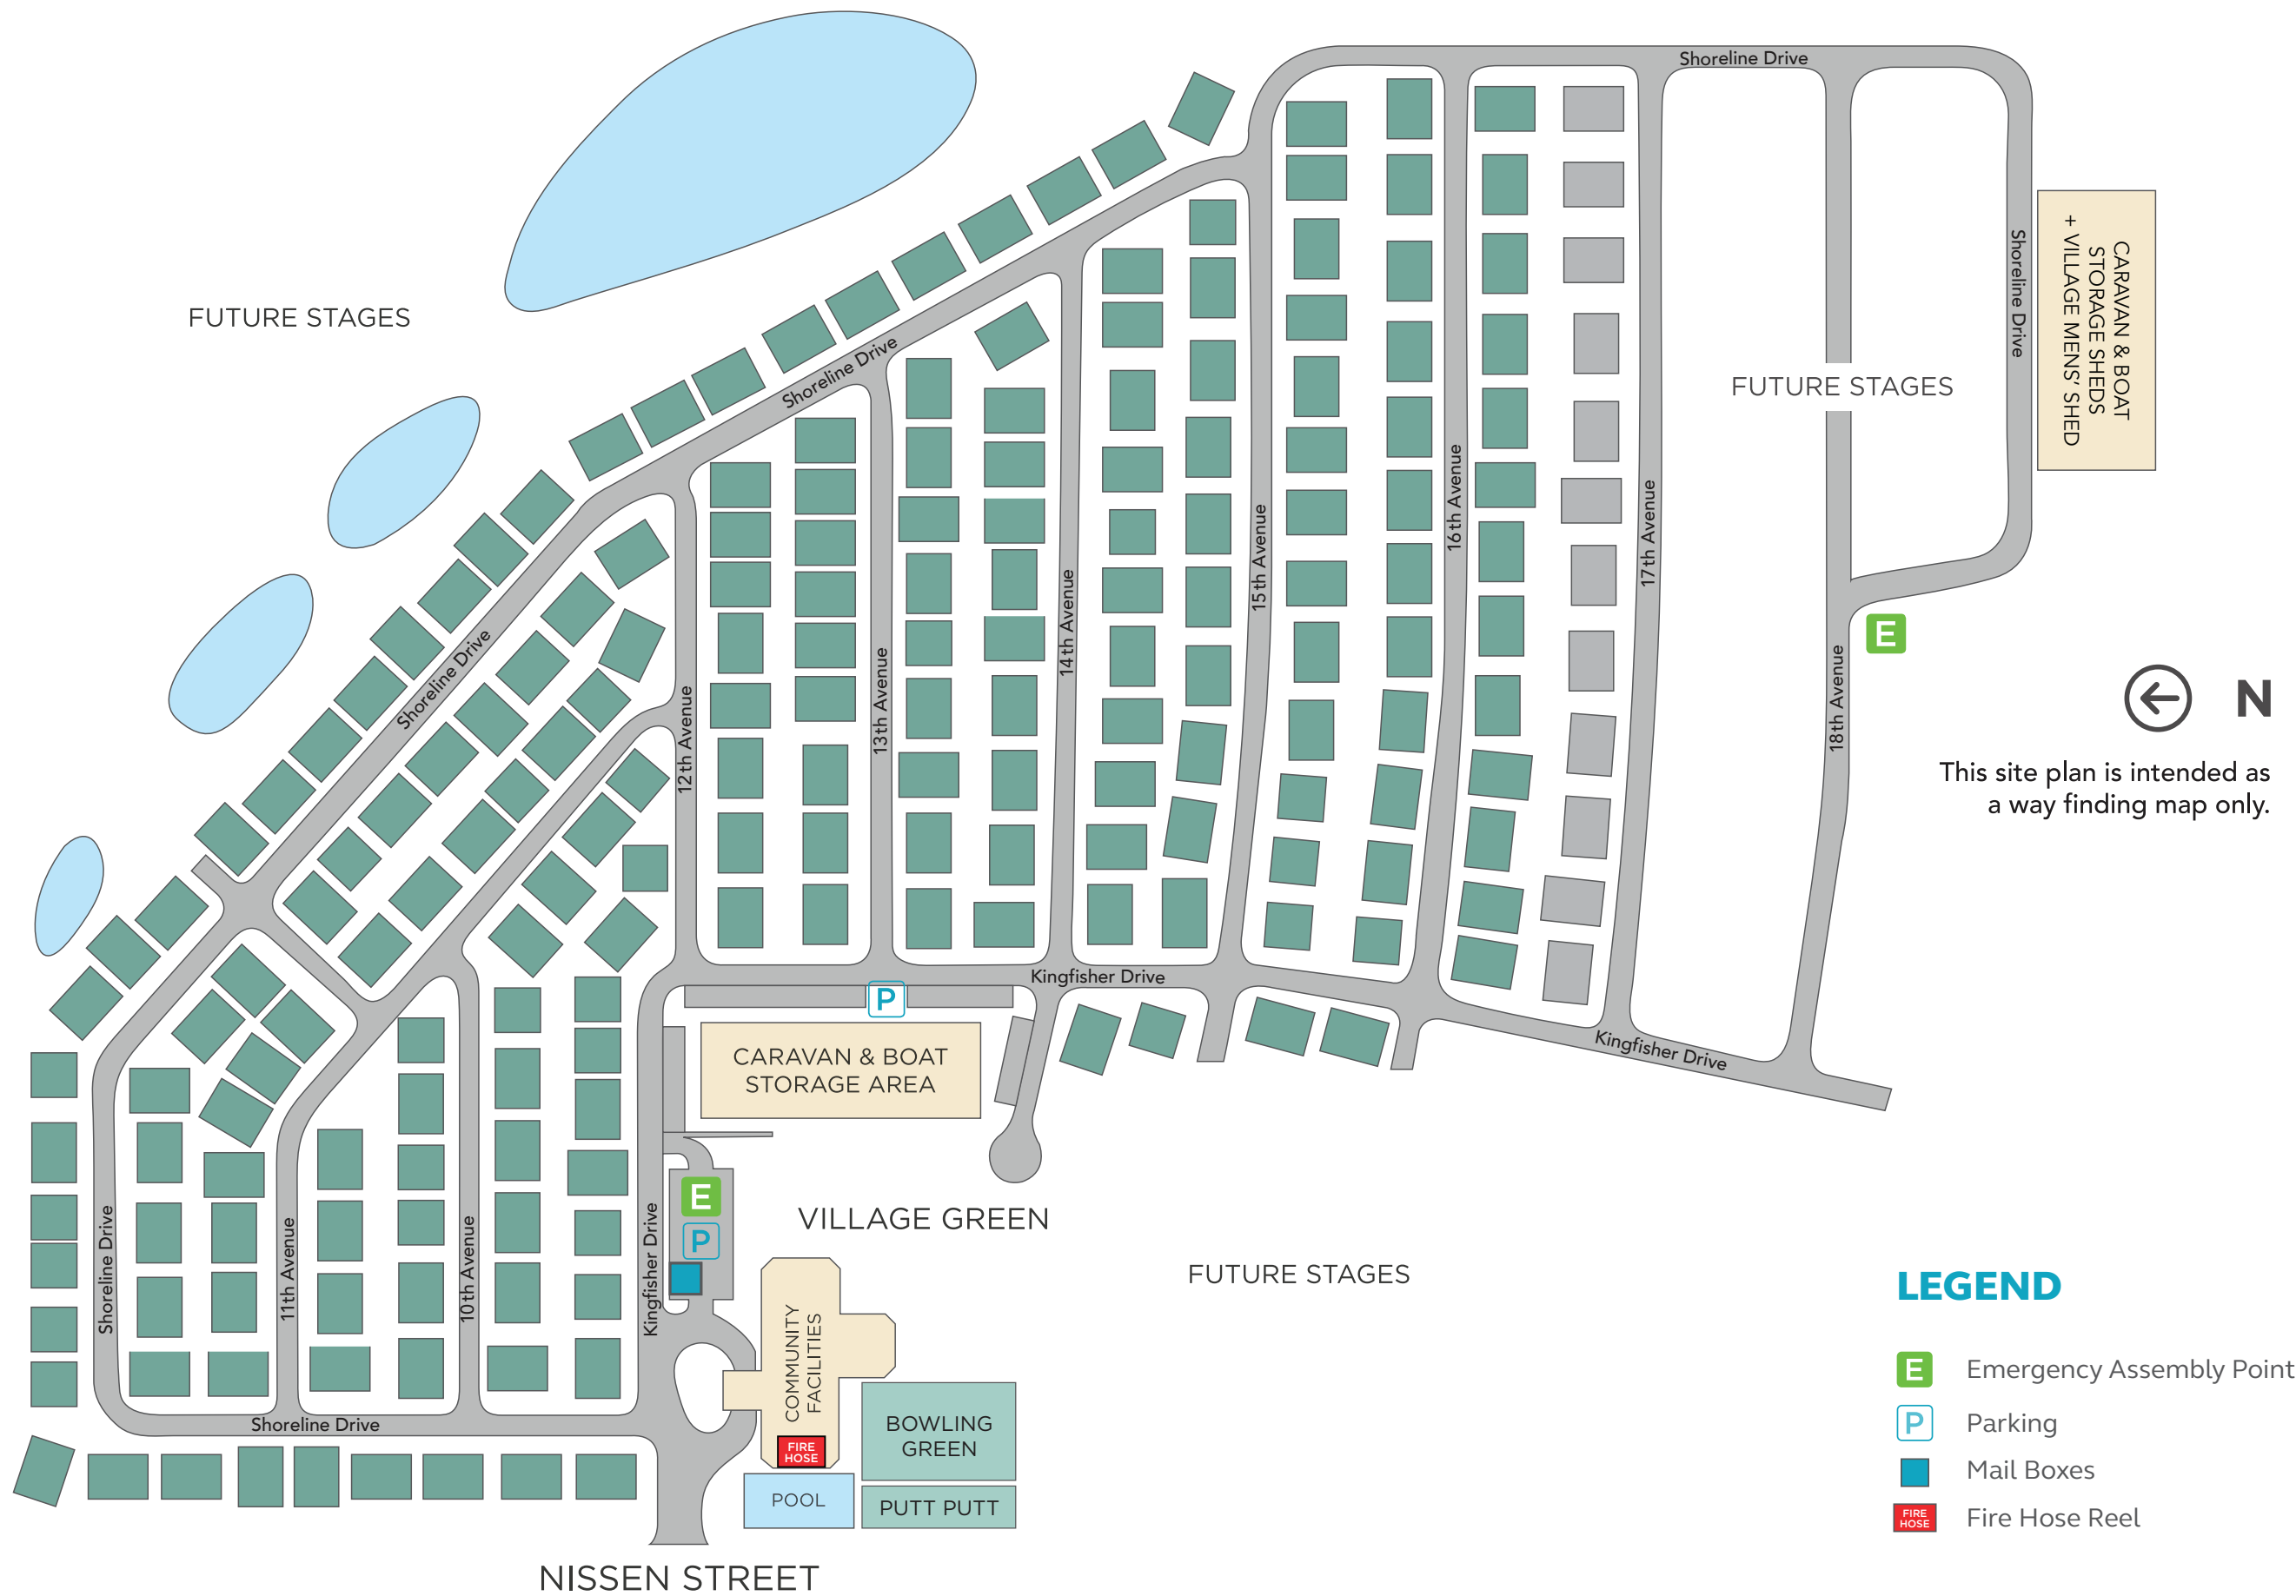 Shoreline Drive
FUTURE STAGES
Shoreline Drive
CARAVAN & BOAT
STORAGE SHEDS
+ VILLAGE MENS' SHED
Shoreline Drive
FUTURE STAGES
16th Avenue
17th Avenue
15th Avenue
14th Avenue
E
Shoreline Drive
13th Avenue
12th Avenue
18th Avenue
N
This site plan is intended as
a way finding map only.
Kingfisher Drive
P
Kingfisher Drive
CARAVAN & BOAT
STORAGE AREA
E
P
VILLAGE GREEN
Shoreline Drive
11th Avenue
10th Avenue
Kingfisher Drive
FUTURE STAGES
COMMUNITY
FACILITIES
Shoreline Drive
BOWLING
GREEN
FIRE
HOSE
POOL
PUTT PUTT
NISSEN STREET
LEGEND
E Emergency Assembly Point
P Parking
Mail Boxes
FIRE
HOSE
Fire Hose Reel